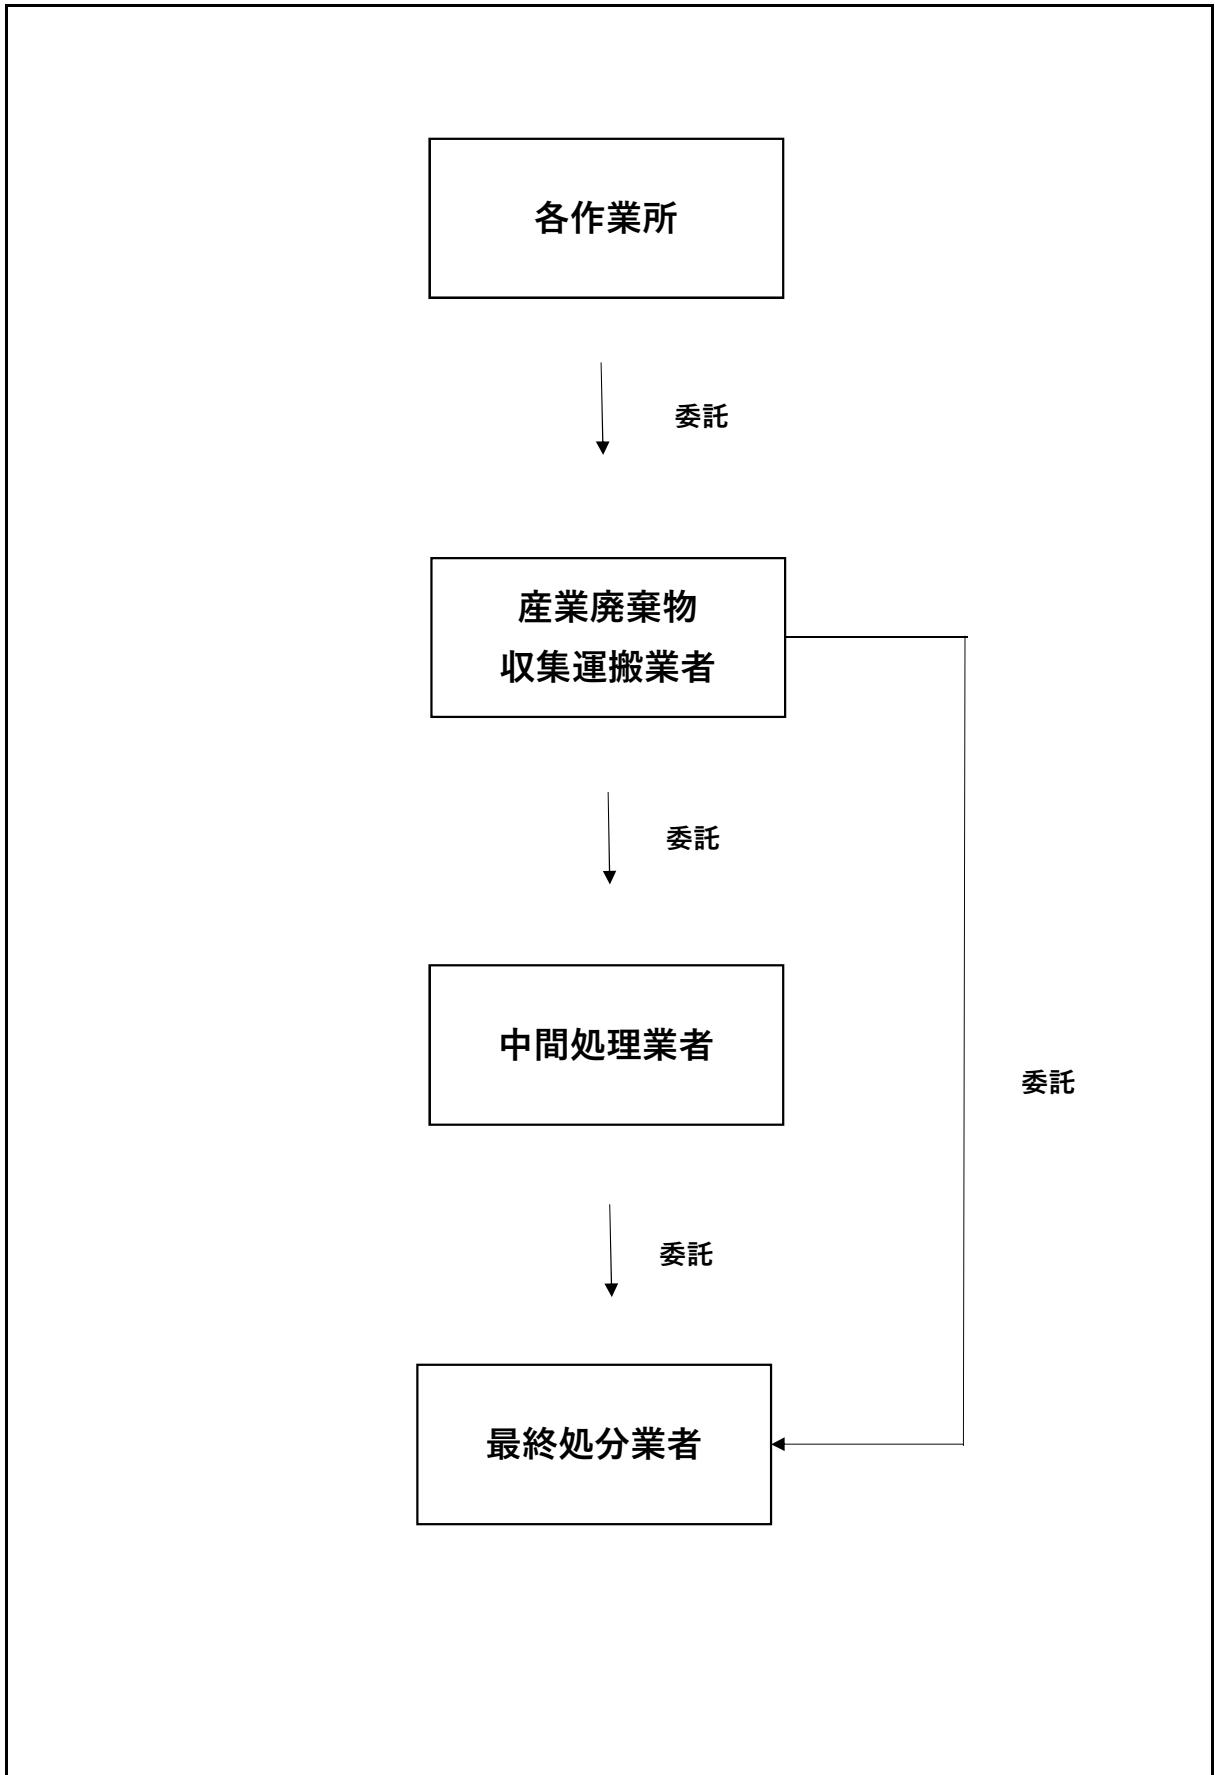 各作業所
委託
産業廃棄物
収集運搬業者
委託
中間処理業者
委託
委託
最終処分業者